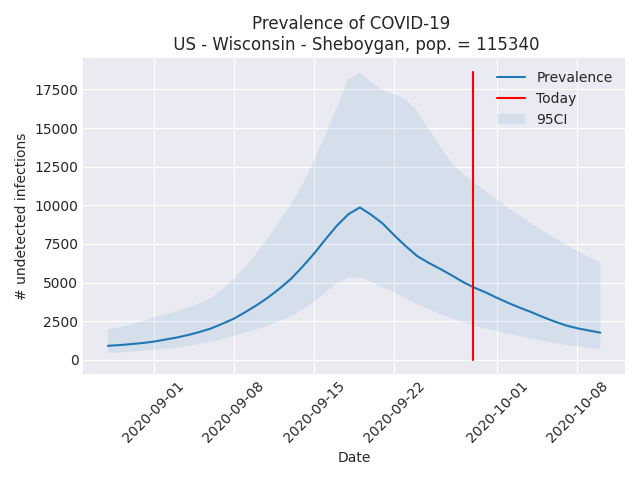 Prevalence of COVID-19
US - Wisconsin - Sheboygan, pop. = 115340
Prevalence
Today
95CI
# undetected infections
17500
15000
12500
10000
7500
5000
2500
0
2020-09-01
2020-09-08
2020-09-15
2020-09-22
2020-10-01
2020-10-08
Date